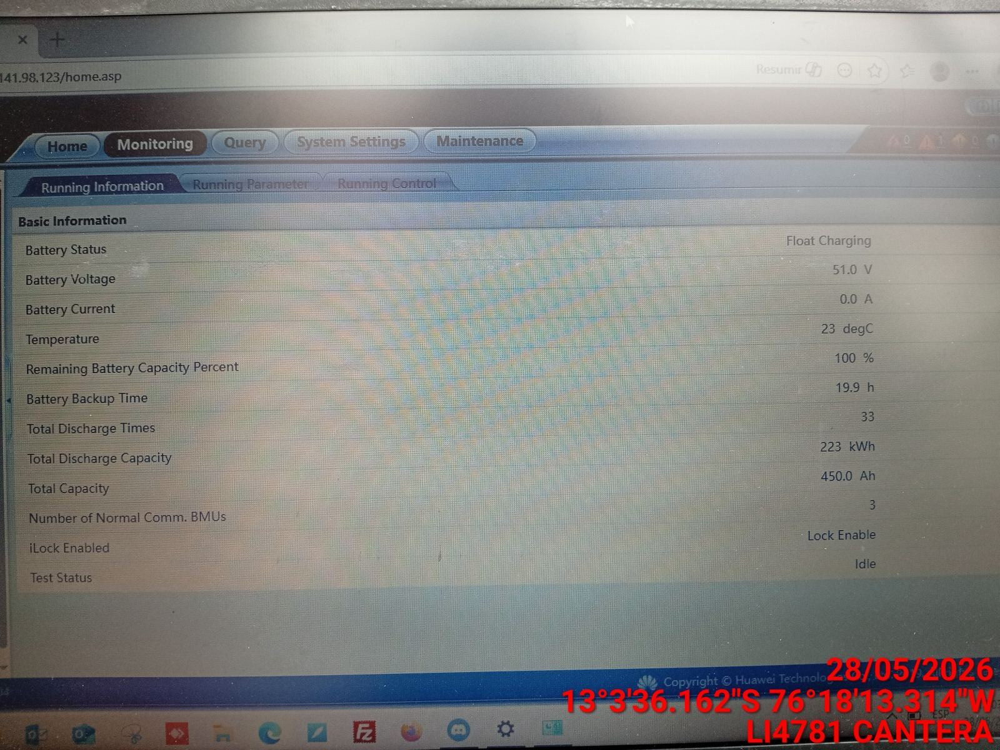 141.98.123/home.asp
Resumir
Home Monitoring Query System Settings Maintenance
0 1 0
Running Information Running Parameter Running Control
Basic Information
Battery Status Float Charging
Battery Voltage 51.0 V
Battery Current 0.0 A
Temperature 23 degC
Remaining Battery Capacity Percent 100 %
Battery Backup Time 19.9 h
Total Discharge Times 33
Total Discharge Capacity 223 kWh
Total Capacity 450.0 Ah
Number of Normal Comm. BMUs 3
iLock Enabled Lock Enable
Test Status Idle
Copyright © Huawei
28/05/2026
13°3'36.162"S 76°18'13.314"W
ESP
LI4781 CANTERA